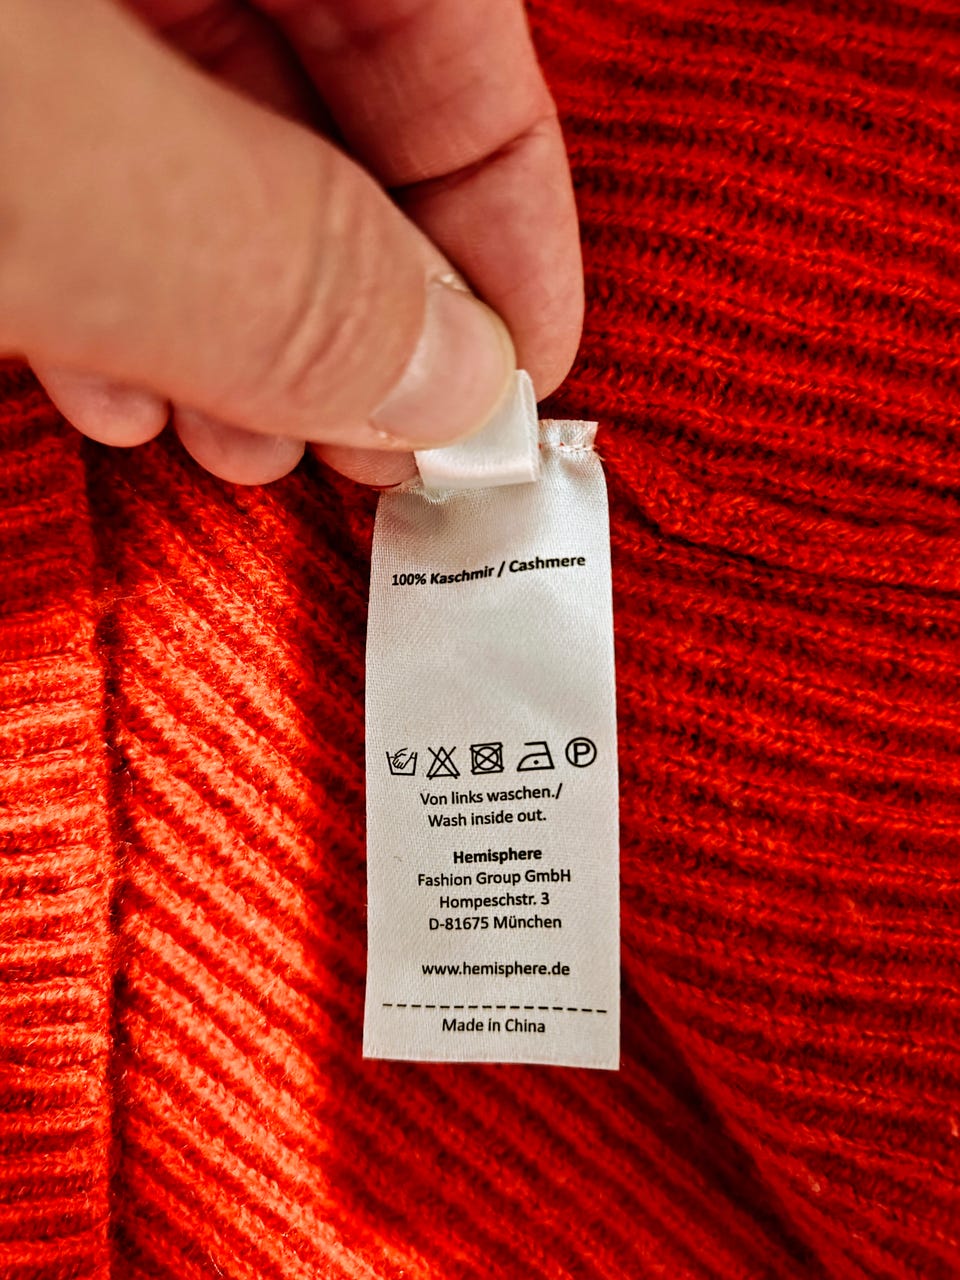 100% Kaschmir / Cashmere
P
Von links waschen./
Wash inside out.
Hemisphere
Fashion Group GmbH
Hompeschstr. 3
D-81675 München
www.hemisphere.de
Made in China